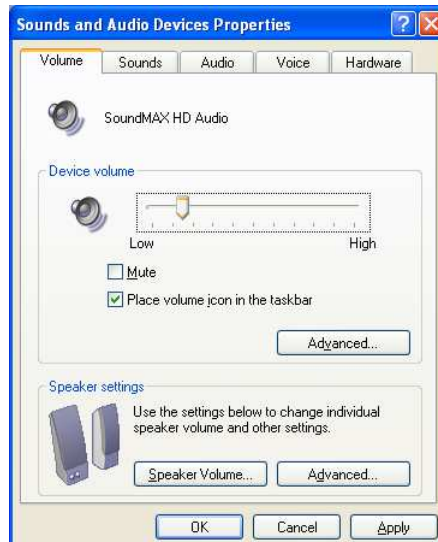 Sounds and Audio Devices Properties
Volume
Sounds
Audio
Voice
Hardware
SoundMAX HD Audio
Device volume
Low
High
Mute
Place volume icon in the taskbar
Advanced...
Speaker settings
Use the settings below to change individual
speaker volume and other settings.
Speaker Volume...
Advanced...
OK
Cancel
Apply